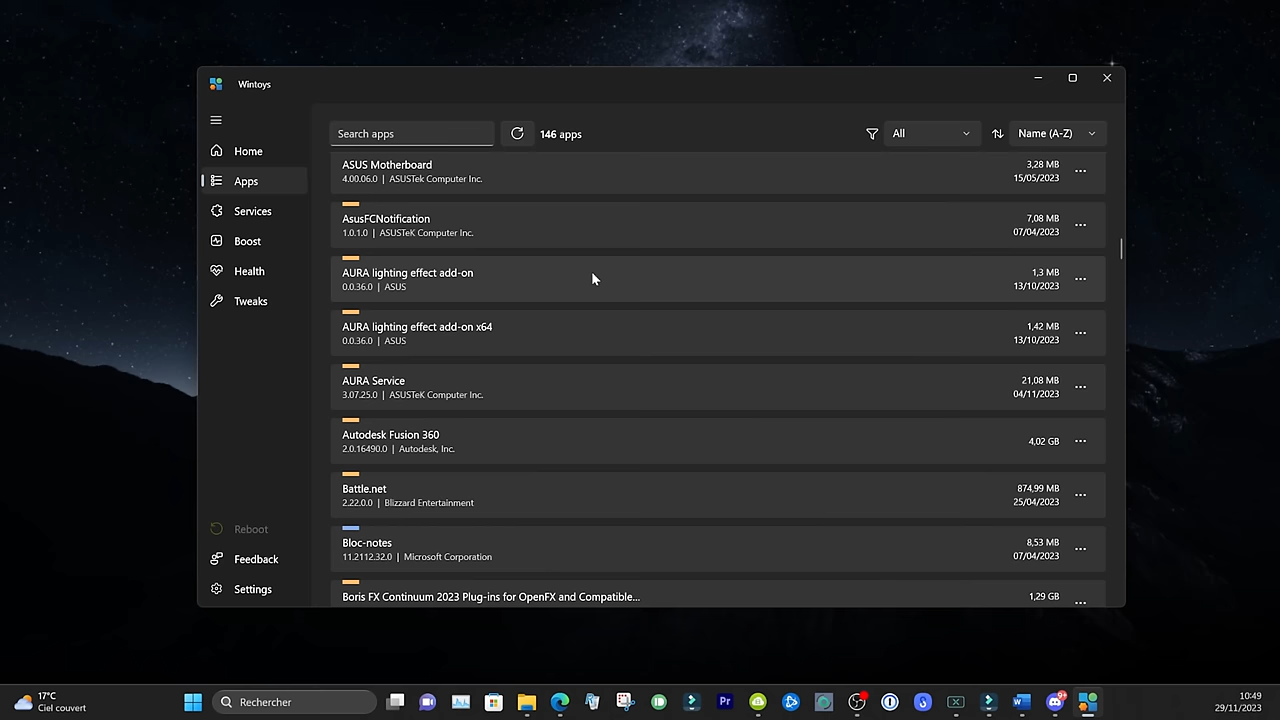 Wintoys
Search apps
146 apps
All
Name (A-Z)
Home
Apps
Services
Boost
Health
Tweaks
Reboot
Feedback
Settings
ASUS Motherboard
4.00.06.0 | ASUSTek Computer Inc.
3,28 MB
15/05/2023
AsusFCNotification
1.0.1.0 | ASUSTeK Computer Inc.
7,08 MB
07/04/2023
AURA lighting effect add-on
0.0.36.0 | ASUS
1,3 MB
13/10/2023
AURA lighting effect add-on x64
0.0.36.0 | ASUS
1,42 MB
13/10/2023
AURA Service
3.07.25.0 | ASUSTeK Computer Inc.
21,08 MB
04/11/2023
Autodesk Fusion 360
2.0.16490.0 | Autodesk, Inc.
4,02 GB
Battle.net
2.22.0.0 | Blizzard Entertainment
874,99 MB
25/04/2023
Bloc-notes
11.2112.32.0 | Microsoft Corporation
8,53 MB
07/04/2023
Boris FX Continuum 2023 Plug-ins for OpenFX and Compatible...
1,29 GB
17°C
Ciel couvert
Rechercher
Pr
9+
10:49
29/11/2023